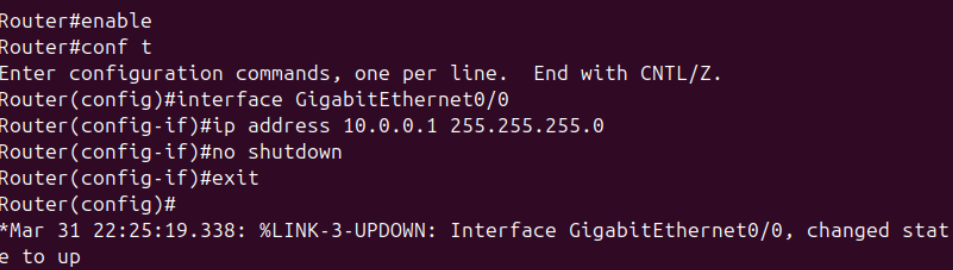 Router#enable
Router#conf t
Enter configuration commands, one per line.  End with CNTL/Z.
Router(config)#interface GigabitEthernet0/0
Router(config-if)#ip address 10.0.0.1 255.255.255.0
Router(config-if)#no shutdown
Router(config-if)#exit
Router(config)#
*Mar 31 22:25:19.338: %LINK-3-UPDOWN: Interface GigabitEthernet0/0, changed stat
e to up